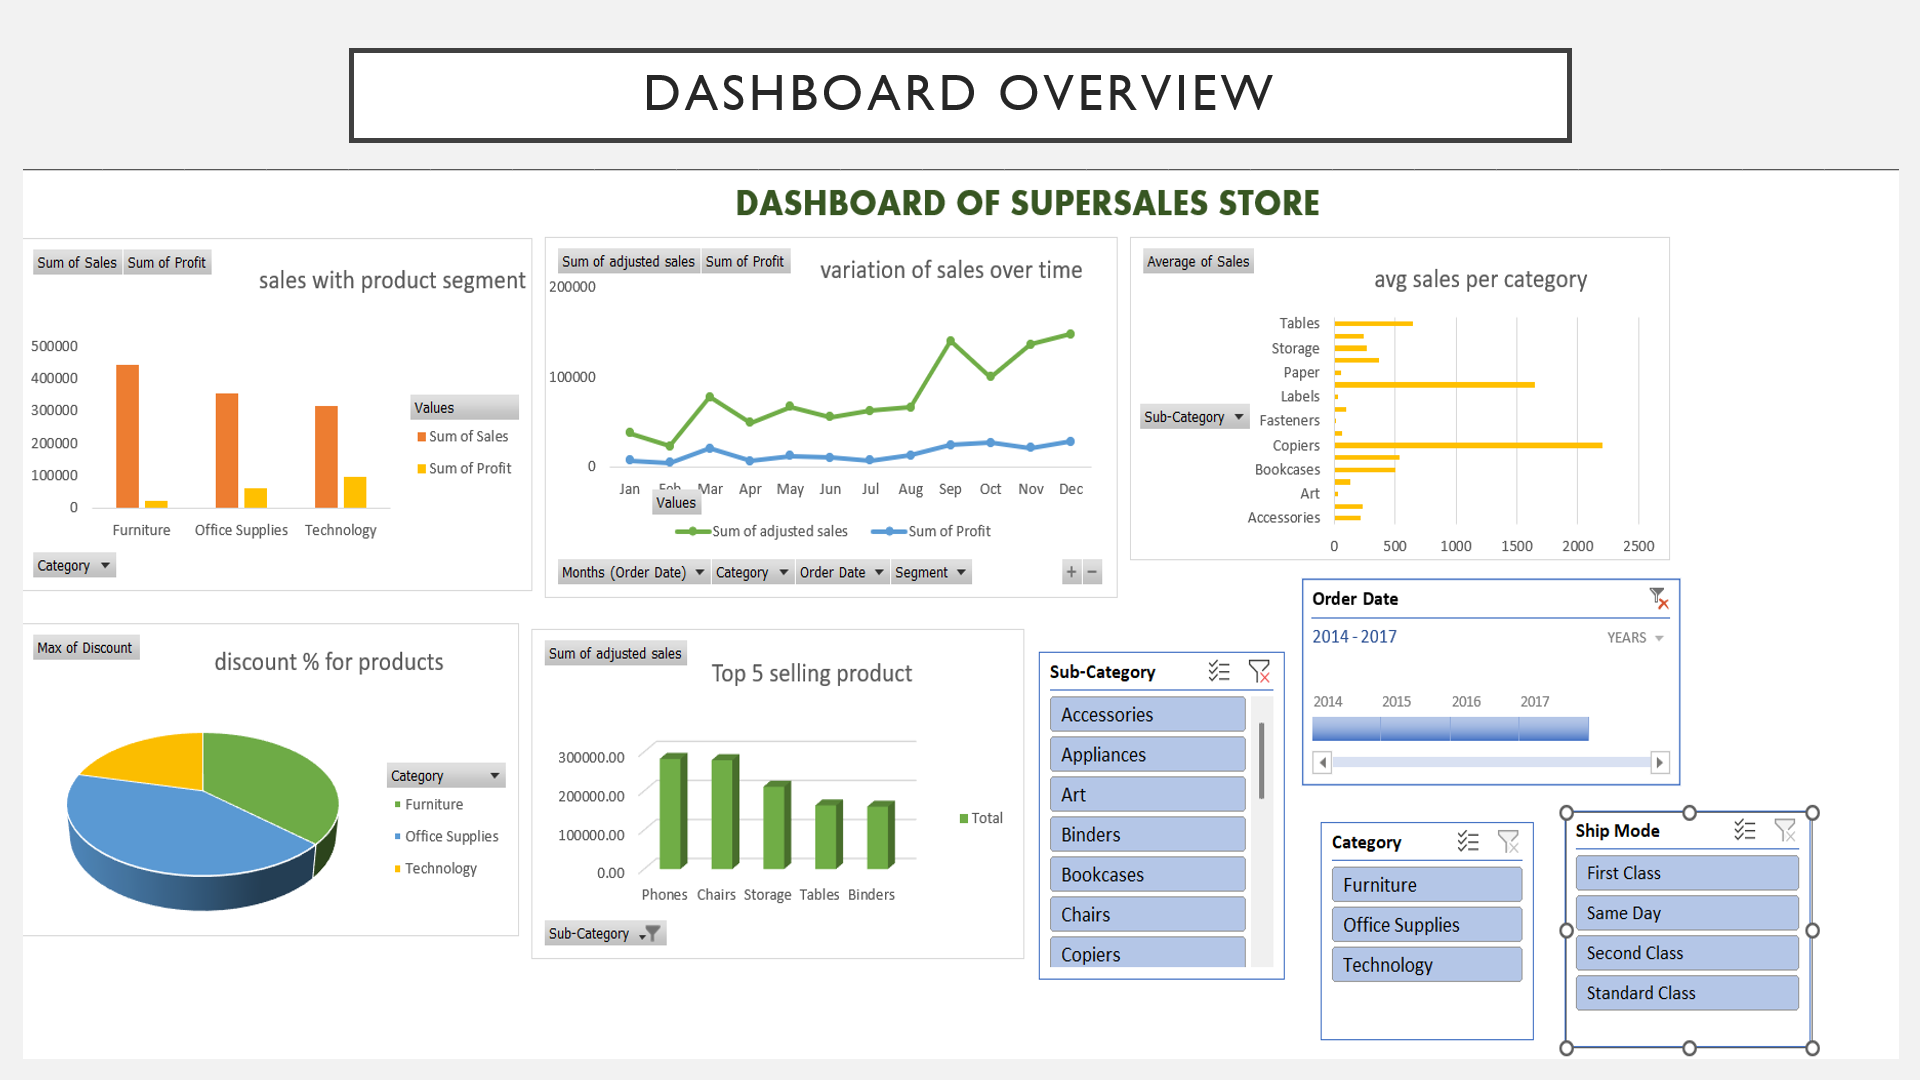 DASHBOARD OVERVIEW
DASHBOARD OF SUPERSALES STORE
Sum of Sales Sum of Profit
sales with product segment
500000
400000
300000
200000
100000
0
Furniture Office Supplies Technology
Values
Sum of Sales
Sum of Profit
Category
Sum of adjusted sales Sum of Profit
variation of sales over time
200000
100000
0
Jan Feb Mar Apr May Jun Jul Aug Sep Oct Nov Dec
Values
Sum of adjusted sales Sum of Profit
Months (Order Date) Category Order Date Segment + −
Average of Sales
avg sales per category
Sub-Category
Tables
Storage
Paper
Labels
Fasteners
Copiers
Bookcases
Art
Accessories
0 500 1000 1500 2000 2500
Max of Discount
discount % for products
Category
Furniture
Office Supplies
Technology
Sum of adjusted sales
Top 5 selling product
300000.00
200000.00
100000.00
0.00
Phones Chairs Storage Tables Binders
Total
Sub-Category
Sub-Category
Accessories
Appliances
Art
Binders
Bookcases
Chairs
Copiers
Order Date
2014 - 2017 YEARS
2014 2015 2016 2017
Category
Furniture
Office Supplies
Technology
Ship Mode
First Class
Same Day
Second Class
Standard Class